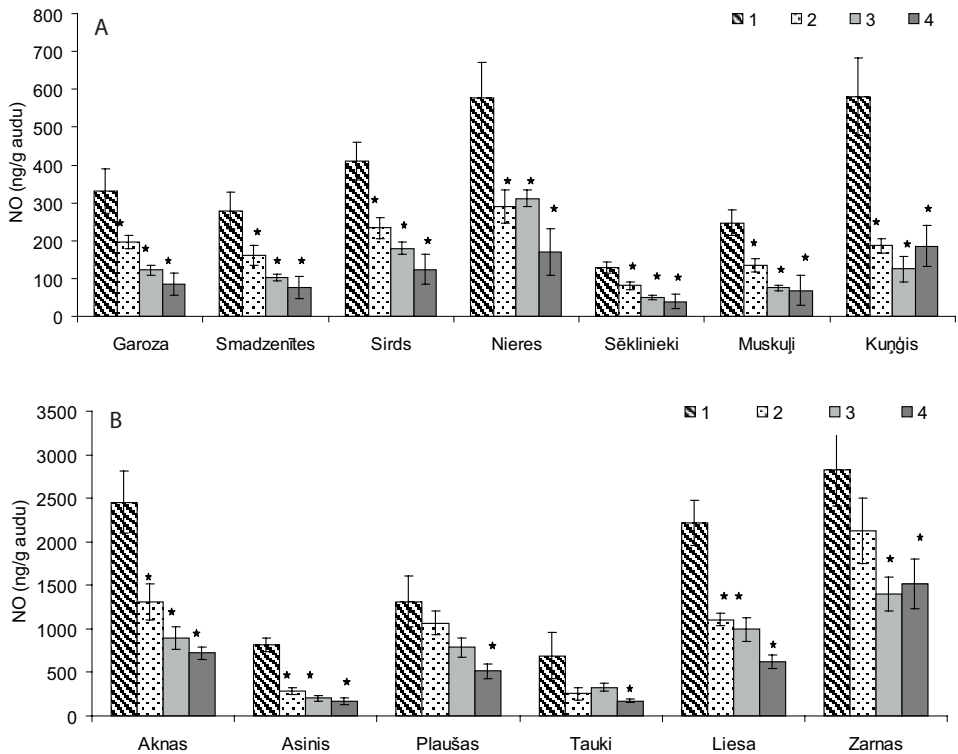 A
1 2 3 4
NO (ng/g audu)
800
700
600
500
400
300
200
100
0
Garoza Smadzenītes Sirds Nieres Sēklinieki Muskuļi Kuņģis
B
1 2 3 4
NO (ng/g audu)
3500
3000
2500
2000
1500
1000
500
0
Aknas Asinis Plaušas Tauki Liesa Zarnas